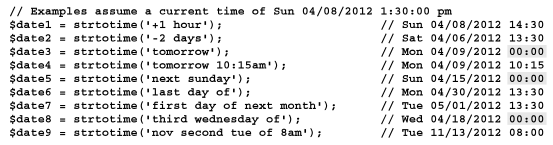 // Examples assume a current time of Sun 04/08/2012 1:30:00 pm
$date1 = strtotime('+1 hour'); // Sun 04/08/2012 14:30
$date2 = strtotime('-2 days'); // Sat 04/06/2012 13:30
$date3 = strtotime('tomorrow'); // Mon 04/09/2012 00:00
$date4 = strtotime('tomorrow 10:15am'); // Mon 04/09/2012 10:15
$date5 = strtotime('next sunday'); // Sun 04/15/2012 00:00
$date6 = strtotime('last day of'); // Mon 04/30/2012 13:30
$date7 = strtotime('first day of next month'); // Tue 05/01/2012 13:30
$date8 = strtotime('third wednesday of'); // Wed 04/18/2012 00:00
$date9 = strtotime('nov second tue of 8am'); // Tue 11/13/2012 08:00